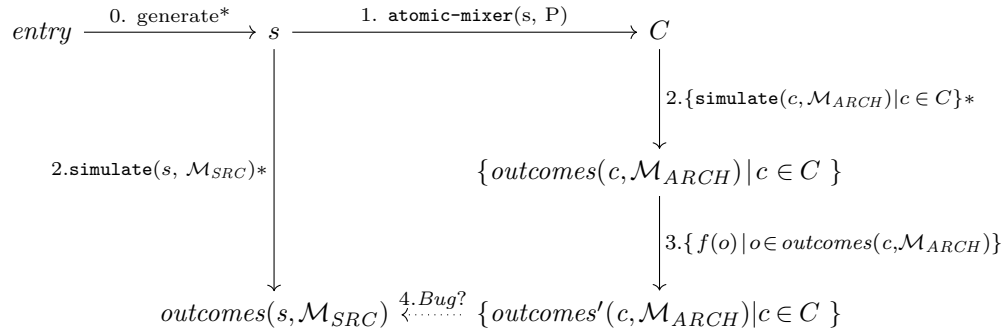 0. generate*
1. atomic-mixer(s, P)
entry s C
2.{simulate(c, M_ARCH)|c ∈ C}*
2.simulate(s, M_SRC)*
{outcomes(c, M_ARCH) | c ∈ C }
3.{ f(o) | o ∈ outcomes(c,M_ARCH)}
4.Bug?
outcomes(s, M_SRC) {outcomes′(c, M_ARCH)|c ∈ C }